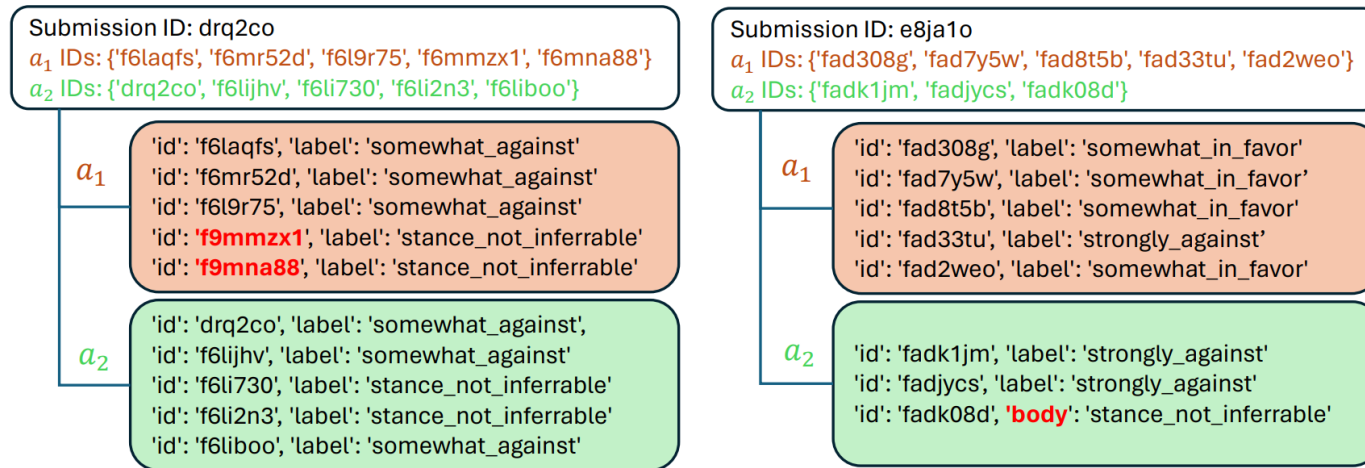 Submission ID: drq2co
a₁ IDs: {'f6laqfs', 'f6mr52d', 'f6l9r75', 'f6mmzx1', 'f6mna88'}
a₂ IDs: {'drq2co', 'f6lijhv', 'f6li730', 'f6li2n3', 'f6liboo'}
a₁
'id': 'f6laqfs', 'label': 'somewhat_against'
'id': 'f6mr52d', 'label': 'somewhat_against'
'id': 'f6l9r75', 'label': 'somewhat_against'
'id': 'f9mmzx1', 'label': 'stance_not_inferrable'
'id': 'f9mna88', 'label': 'stance_not_inferrable'
a₂
'id': 'drq2co', 'label': 'somewhat_against',
'id': 'f6lijhv', 'label': 'somewhat_against'
'id': 'f6li730', 'label': 'stance_not_inferrable'
'id': 'f6li2n3', 'label': 'stance_not_inferrable'
'id': 'f6liboo', 'label': 'somewhat_against'
Submission ID: e8ja1o
a₁ IDs: {'fad308g', 'fad7y5w', 'fad8t5b', 'fad33tu', 'fad2weo'}
a₂ IDs: {'fadk1jm', 'fadjycs', 'fadk08d'}
a₁
'id': 'fad308g', 'label': 'somewhat_in_favor'
'id': 'fad7y5w', 'label': 'somewhat_in_favor’
'id': 'fad8t5b', 'label': 'somewhat_in_favor'
'id': 'fad33tu', 'label': 'strongly_against’
'id': 'fad2weo', 'label': 'somewhat_in_favor'
a₂
'id': 'fadk1jm', 'label': 'strongly_against'
'id': 'fadjycs', 'label': 'strongly_against'
'id': 'fadk08d', 'body': 'stance_not_inferrable'